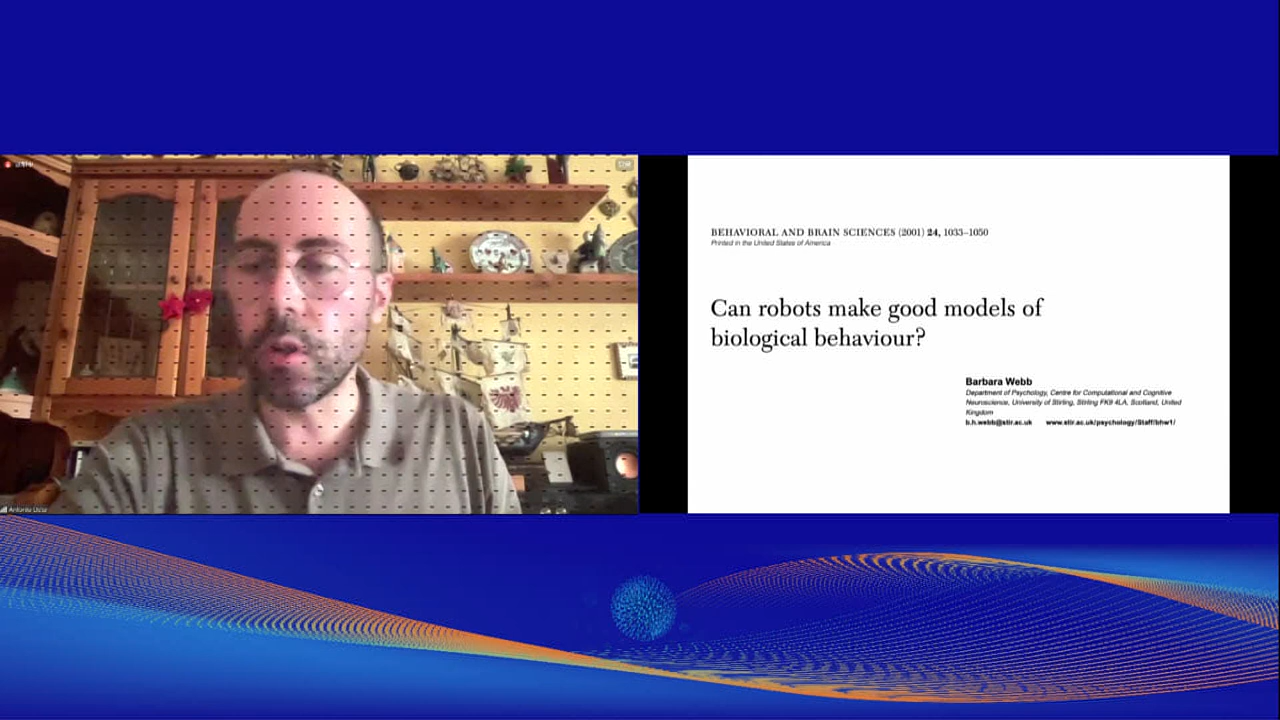 BEHAVIORAL AND BRAIN SCIENCES (2001) 24, 1033–1050
Printed in the United States of America
Can robots make good models of
biological behaviour?
Barbara Webb
Department of Psychology, Centre for Computational and Cognitive
Neuroscience, University of Stirling, Stirling FK9 4LA, Scotland, United
Kingdom
b.h.webb@stir.ac.uk www.stir.ac.uk/psychology/Staff/bhw1/
Antonio